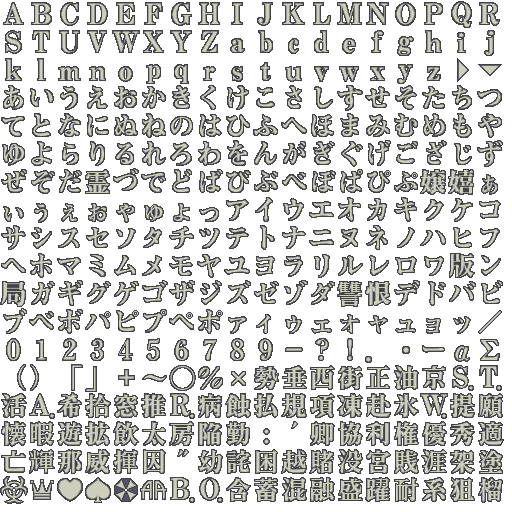 ABCDEFGHIJKLMNOPQR
STUVWXYZabcdefghij
klmnopqrstuvwxyz
あいうえおかきくけこさしすせそたちつ
てとなにぬねのはひふへほまみむめもや
ゆよらりるれろわをんがぎぐげごござじず
ぜぞだ霊づでどばびぶべぼぱぴぷ嬢嬉ぁ
ぃぅぇぉゃゅょっアイウエオカキクケコ
サシスセソタチツテトナニヌネノハヒフ
ヘホマミムメモヤユヨラリルレロワ版ン
局ガギグゲゴザジズゼゾダ讐恨デドバビ
ブベボパピプペポァィゥェォャュョッ／
0123456789－?!．・ーαΣ
()「」＋～○%×勢垂西街正油京S.T.
活A.希拾窓推R.病蝕払規項凍赴氷W.提願
懐暇遊拡飲太房陥勤：′卿協利権優秀適
亡輝那威揮因″幼詫困越賭没宮賎涯架塗
B.O.含蓄混融盛躍耐系狙榴